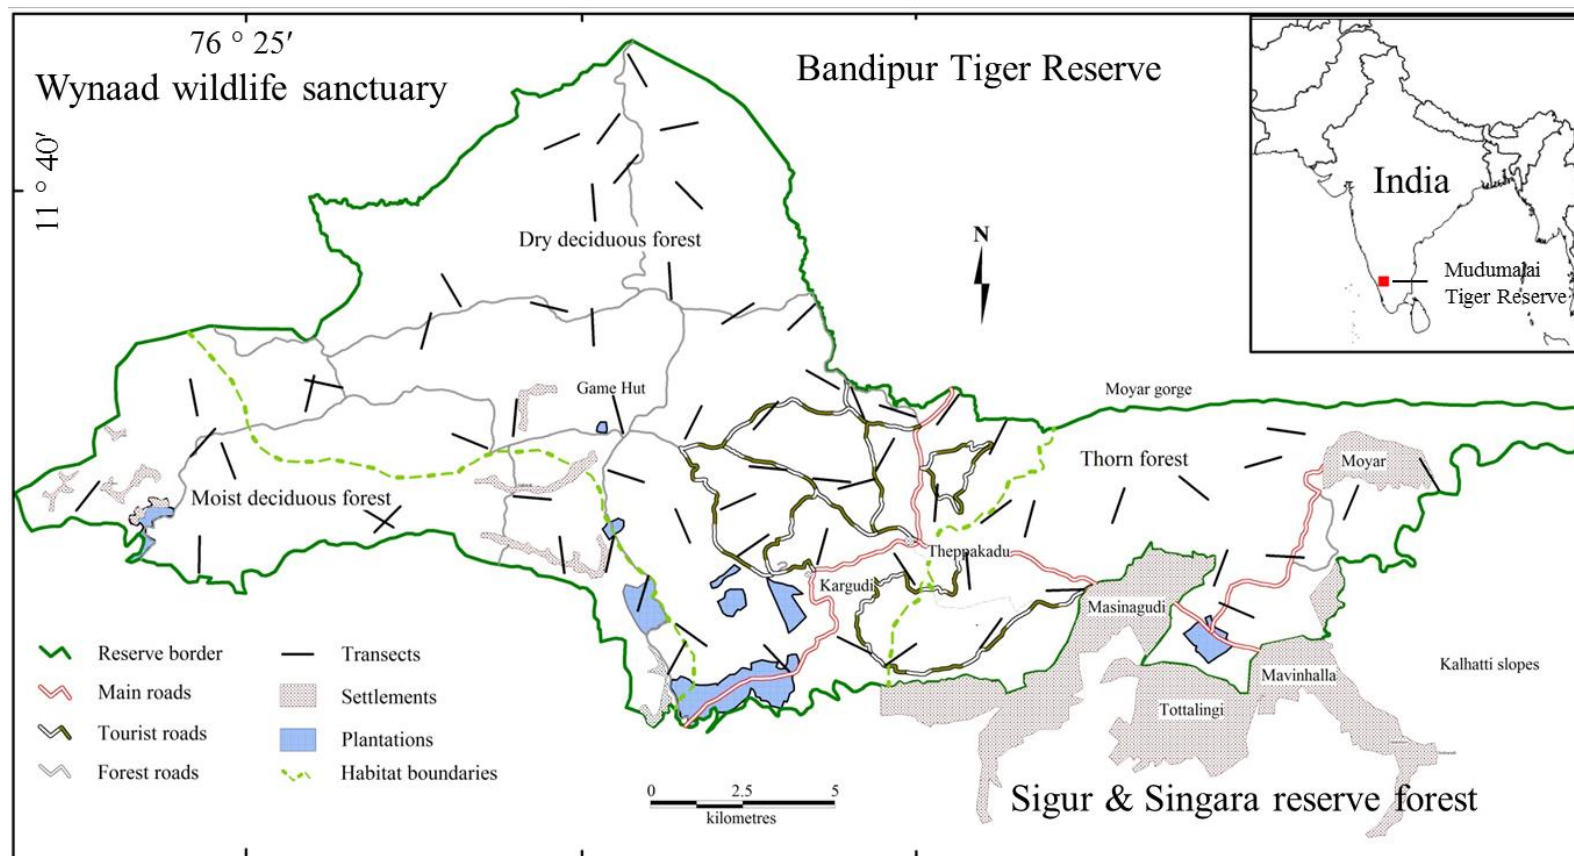 76 ° 25′
Wynaad wildlife sanctuary
Bandipur Tiger Reserve
11 ° 40′
India
Mudumalai
Tiger Reserve
N
Dry deciduous forest
Game Hut
Moyar gorge
Thorn forest
Moyar
Moist deciduous forest
Theppakadu
Kargudi
Masinagudi
Mavinhalla
Kalhatti slopes
Tottalingi
Reserve border
Main roads
Tourist roads
Forest roads
Transects
Settlements
Plantations
Habitat boundaries
0 2.5 5
kilometres
Sigur & Singara reserve forest